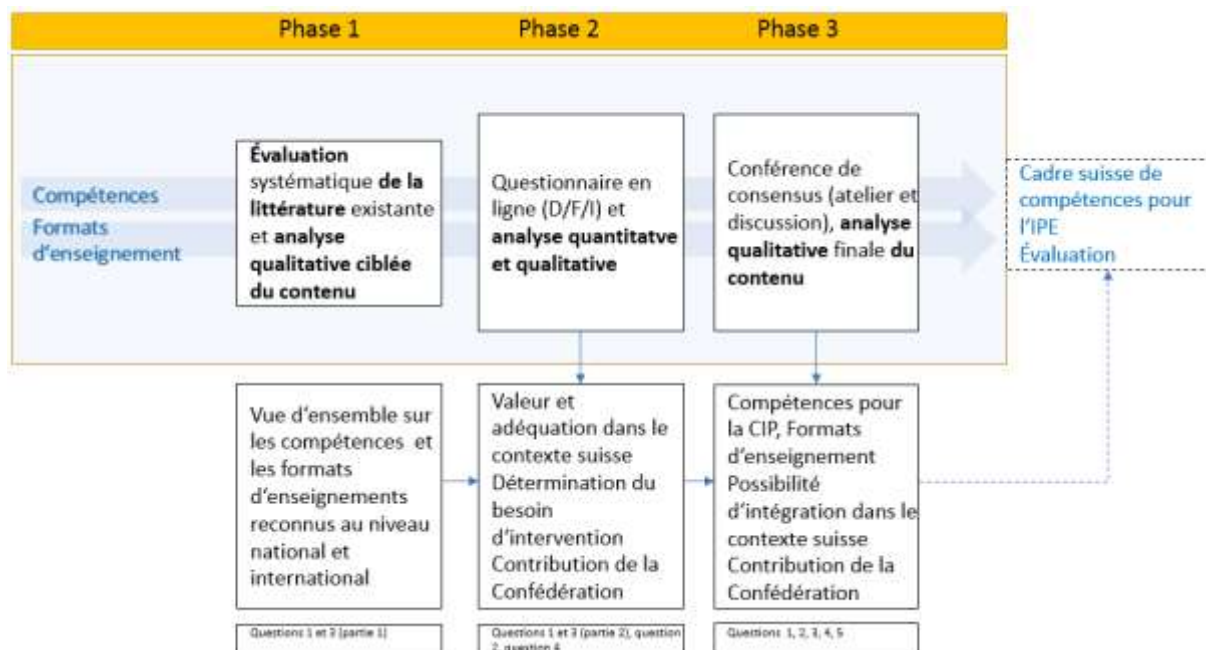 Phase 1
Phase 2
Phase 3
Compétences
Formats
d'enseignement
Évaluation
systématique de la
littérature existante
et analyse
qualitative ciblée
du contenu
Questionnaire en
ligne (D/F/I) et
analyse quantitatve
et qualitative
Conférence de
consensus (atelier et
discussion), analyse
qualitative finale du
contenu
Cadre suisse de
compétences pour
l'IPE
Évaluation
Vue d'ensemble sur
les compétences et
les formats
d'enseignements
reconnus au niveau
national et
international
Valeur et
adéquation dans le
contexte suisse
Détermination du
besoin
d'intervention
Contribution de la
Confédération
Compétences pour
la CIP, Formats
d'enseignement
Possibilité
d'intégration dans le
contexte suisse
Contribution de la
Confédération
Questions 1 et 3 (partie 1)
Questions 1 et 3 (partie 2), question
2, question 4
Questions 1, 2, 3, 4, 5